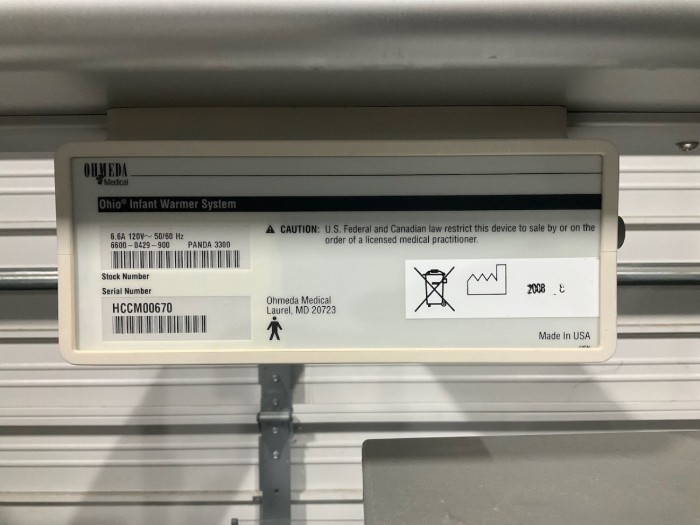 OHMEDA
Medical
Ohio® Infant Warmer System
6.6A 120V~ 50/60 Hz
6600-0429-900 PANDA 3300
Stock Number
Serial Number
HCCM00670
⚠ CAUTION: U.S. Federal and Canadian law restrict this device to sale by or on the
order of a licensed medical practitioner.
Ohmeda Medical
Laurel, MD 20723
2008
Made in USA